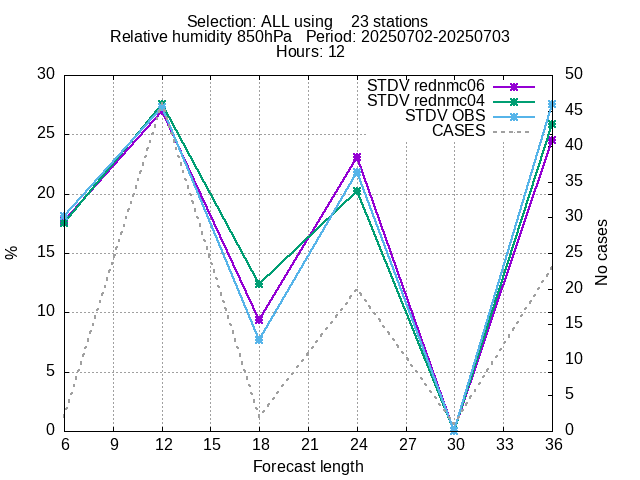 Selection: ALL using    23 stations
Relative humidity 850hPa   Period: 20250702-20250703
Hours: 12
STDV rednmc06
STDV rednmc04
STDV OBS
CASES
30
25
20
15
10
5
0
%
50
45
40
35
30
25
20
15
10
5
0
No cases
6 9 12 15 18 21 24 27 30 33 36
Forecast length